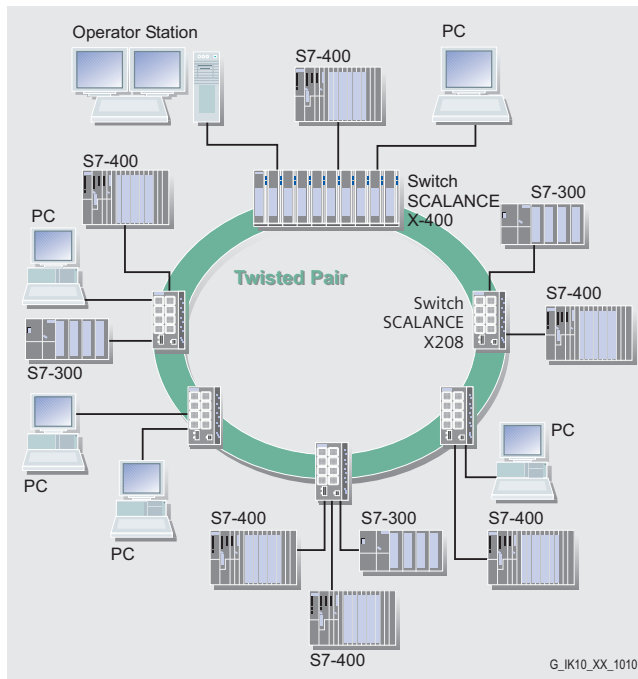 Operator Station
PC
S7-400
S7-400
Switch
SCALANCE
X-400
S7-300
PC
Twisted Pair
Switch
SCALANCE
X208
S7-400
S7-300
PC
PC
PC
S7-400
S7-300
S7-400
S7-400
G_IK10_XX_1010